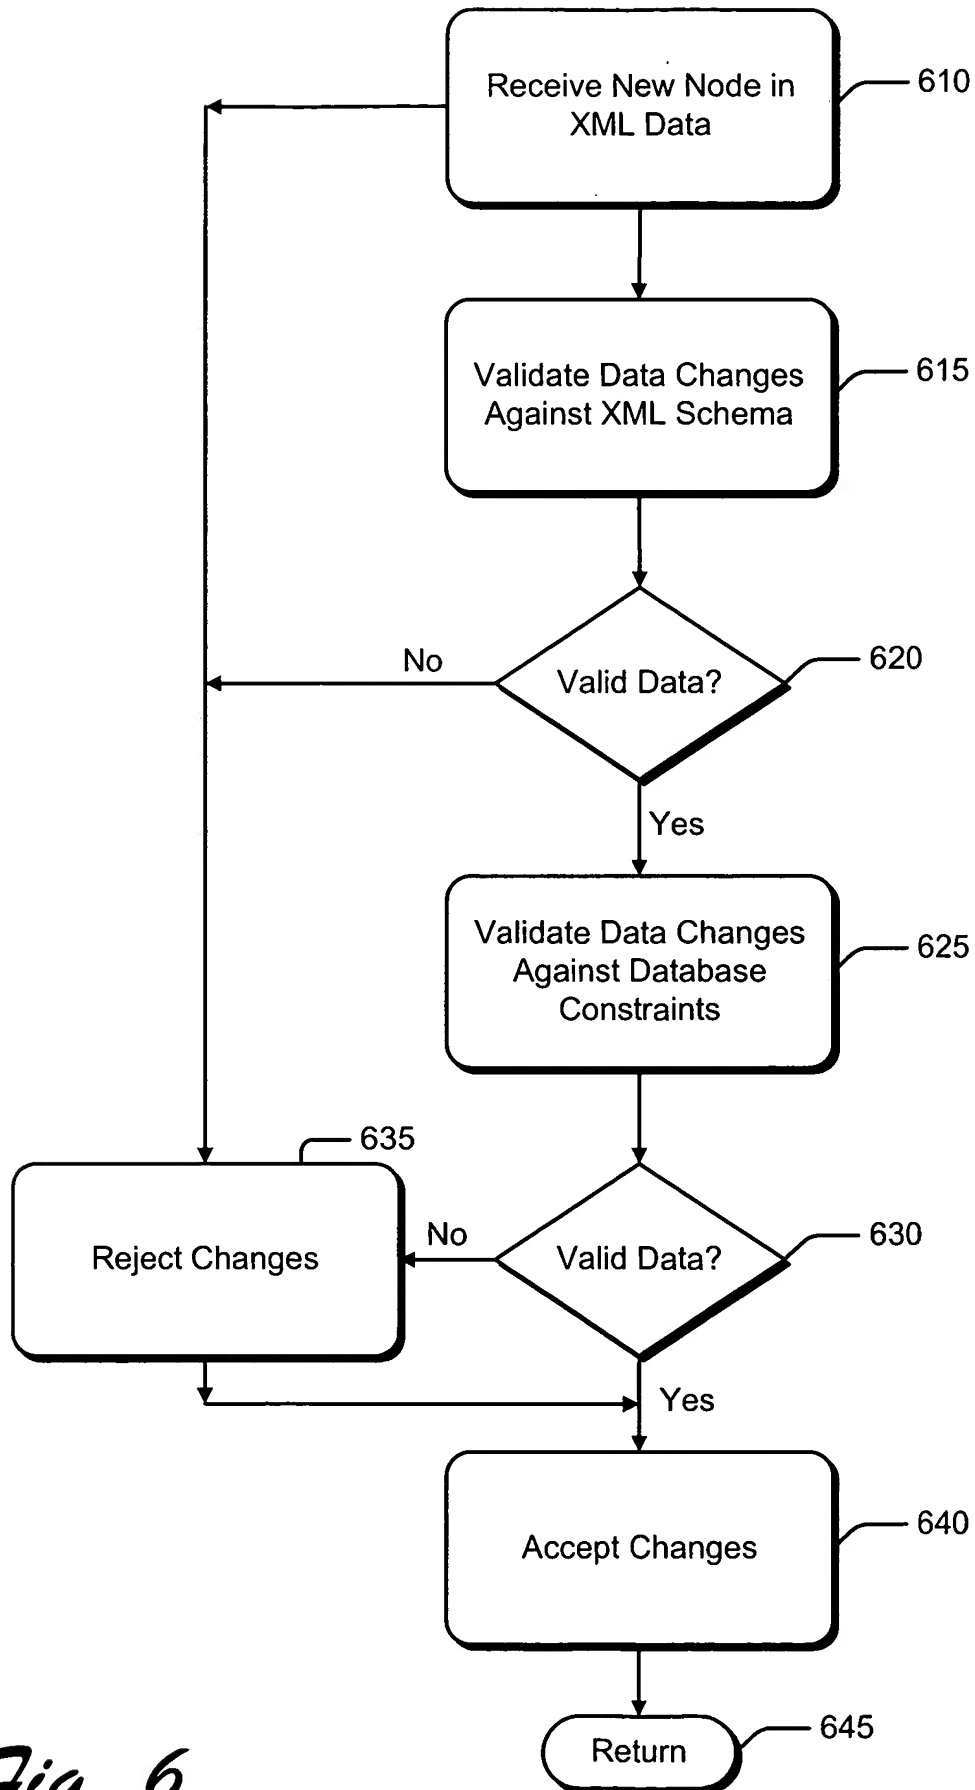 Receive New Node in
XML Data
610
Validate Data Changes
Against XML Schema
615
Valid Data?
620
No
Yes
Validate Data Changes
Against Database
Constraints
625
635
Reject Changes
No
Valid Data?
630
Yes
Accept Changes
640
Return
645
Fig. 6